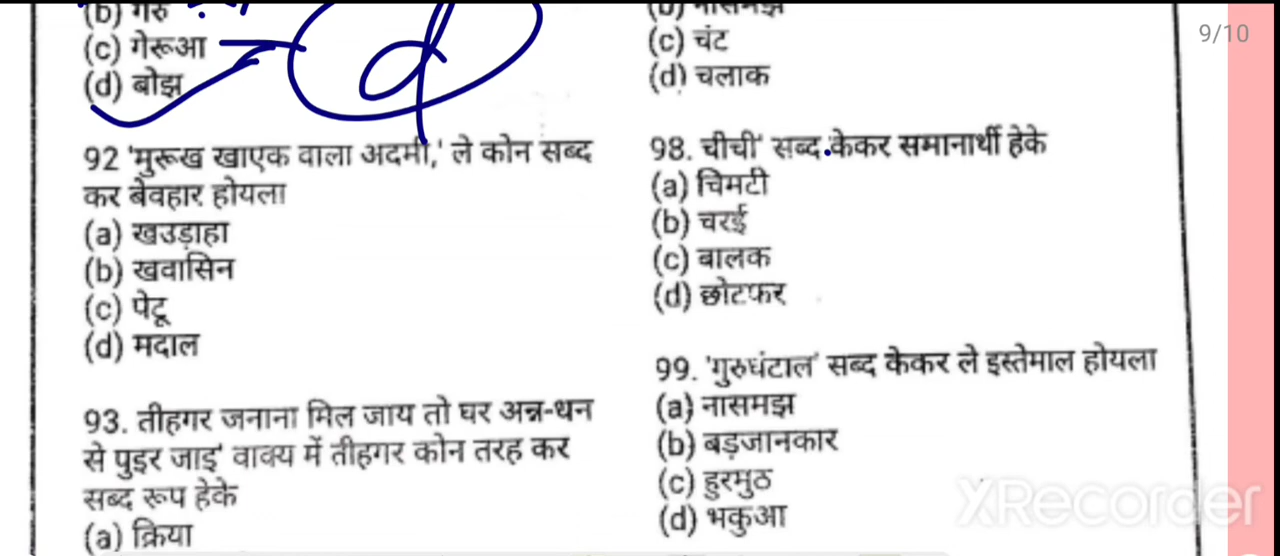 (c) गेरूआ
(d) बोझ
92 'मुरूख खाएक वाला अदमी,' ले कोन सब्द
कर बेवहार होयला
(a) खउड़ाहा
(b) खवासिन
(c) पेटू
(d) मदाल
93. तीहगर जनाना मिल जाय तो घर अन्न-धन
से पुइर जाइ' वाक्य में तीहगर कोन तरह कर
सब्द रूप हेके
(a) क्रिया
(c) चंट
(d) चलाक
98. चीची' सब्द केकर समानार्थी हेके
(a) चिमटी
(b) चरई
(c) बालक
(d) छोटफर
99. 'गुरुघंटाल' सब्द केकर ले इस्तेमाल होयला
(a) नासमझ
(b) बड़जानकार
(c) हुरमुठ
(d) भकुआ
9/10
d
XRecorder